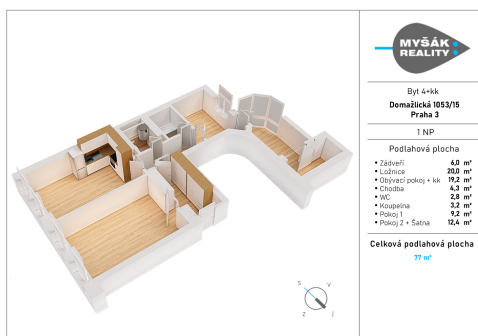 MYŠÁK
REALITY
Byt 4+kk
Domažlická 1053/15
Praha 3
1 NP
Podlahová plocha
• Zádveří 6,0 m²
• Ložnice 20,0 m²
• Obývací pokoj + kk 19,2 m²
• Chodba 4,3 m²
• WC 2,8 m²
• Koupelna 3,2 m²
• Pokoj 1 9,2 m²
• Pokoj 2 + Šatna 12,4 m²
Celková podlahová plocha
77 m²
S V
Z J